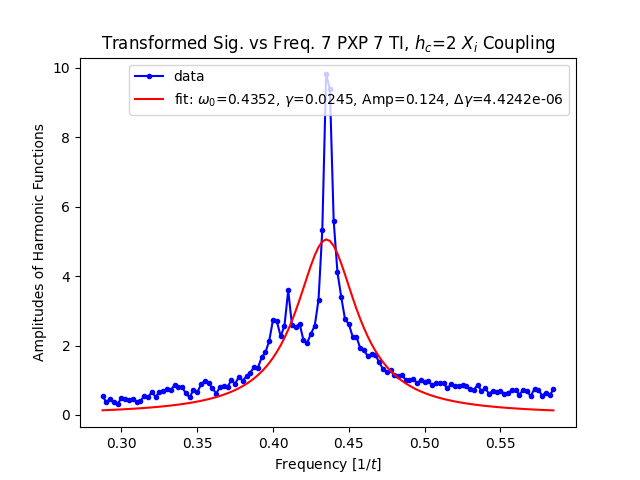 Transformed Sig. vs Freq. 7 PXP 7 TI, $h_c$=2 $X_i$ Coupling
data
fit: $\omega_0$=0.4352, $\gamma$=0.0245, Amp=0.124, $\Delta\gamma$=4.4242e-06
Amplitudes of Harmonic Functions
10
8
6
4
2
0
0.30 0.35 0.40 0.45 0.50 0.55
Frequency [1/$t$]